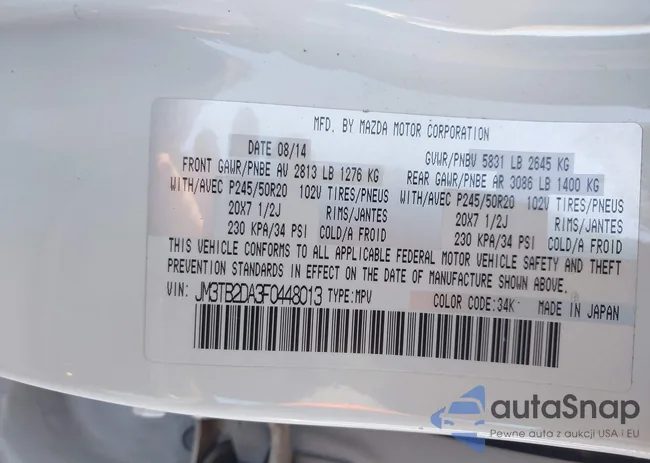 MFD. BY MAZDA MOTOR CORPORATION
DATE 08/14 GVWR/PNBV 5831 LB 2645 KG
FRONT GAWR/PNBE AV 2813 LB 1276 KG REAR GAWR/PNBE AR 3086 LB 1400 KG
WITH/AVEC P245/50R20 102V TIRES/PNEUS WITH/AVEC P245/50R20 102V TIRES/PNEUS
20X7 1/2J RIMS/JANTES 20X7 1/2J RIMS/JANTES
230 KPA/34 PSI COLD/A FROID 230 KPA/34 PSI COLD/A FROID
THIS VEHICLE CONFORMS TO ALL APPLICABLE FEDERAL MOTOR VEHICLE SAFETY AND THEFT
PREVENTION STANDARDS IN EFFECT ON THE DATE OF MANUFACTURE SHOWN ABOVE.
VIN: JM3TB2DA3F0448013 TYPE:MPV COLOR CODE:34K MADE IN JAPAN
autaSnap
Pewne auta z aukcji USA i EU